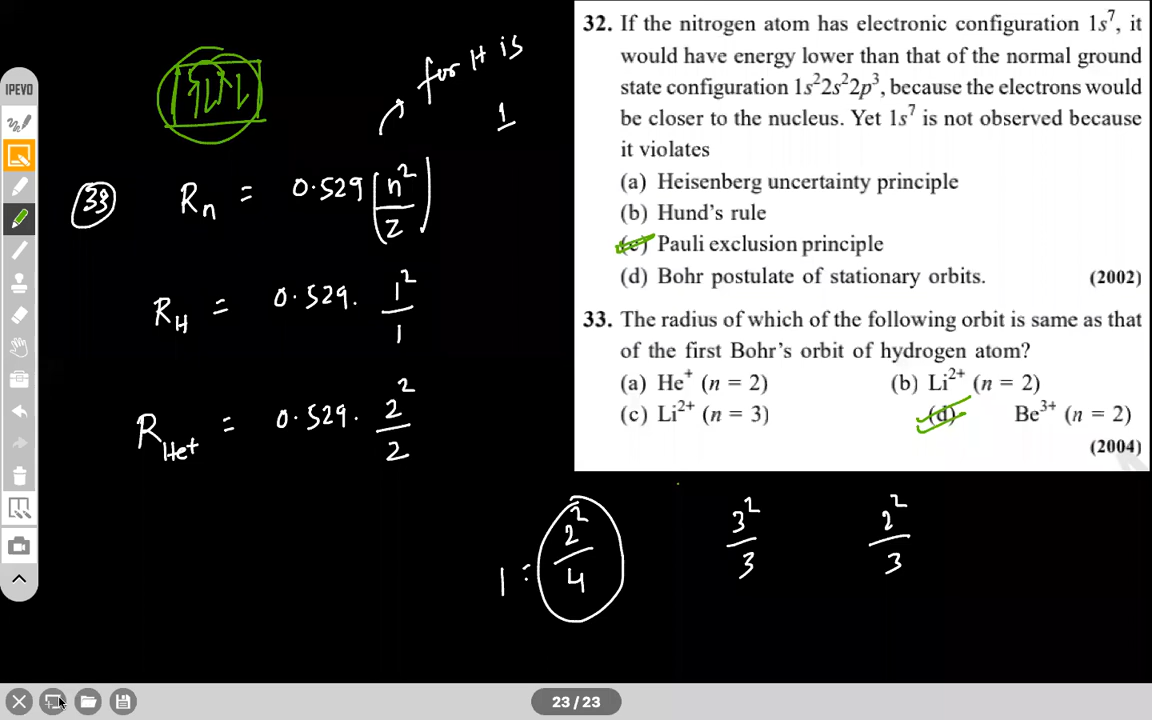 IPEVO
for H is
1
33
Rn = 0.529 (n²/Z)
RH = 0.529. 1²/1
RHe+ = 0.529. 2²/2
1 = 2²/4
3²/3
2²/3
32. If the nitrogen atom has electronic configuration 1s⁷, it
would have energy lower than that of the normal ground
state configuration 1s²2s²2p³, because the electrons would
be closer to the nucleus. Yet 1s⁷ is not observed because
it violates
(a) Heisenberg uncertainty principle
(b) Hund's rule
(c) Pauli exclusion principle
(d) Bohr postulate of stationary orbits. (2002)
33. The radius of which of the following orbit is same as that
of the first Bohr's orbit of hydrogen atom?
(a) He⁺ (n = 2) (b) Li²⁺ (n = 2)
(c) Li²⁺ (n = 3) (d) Be³⁺ (n = 2)
(2004)
23 / 23